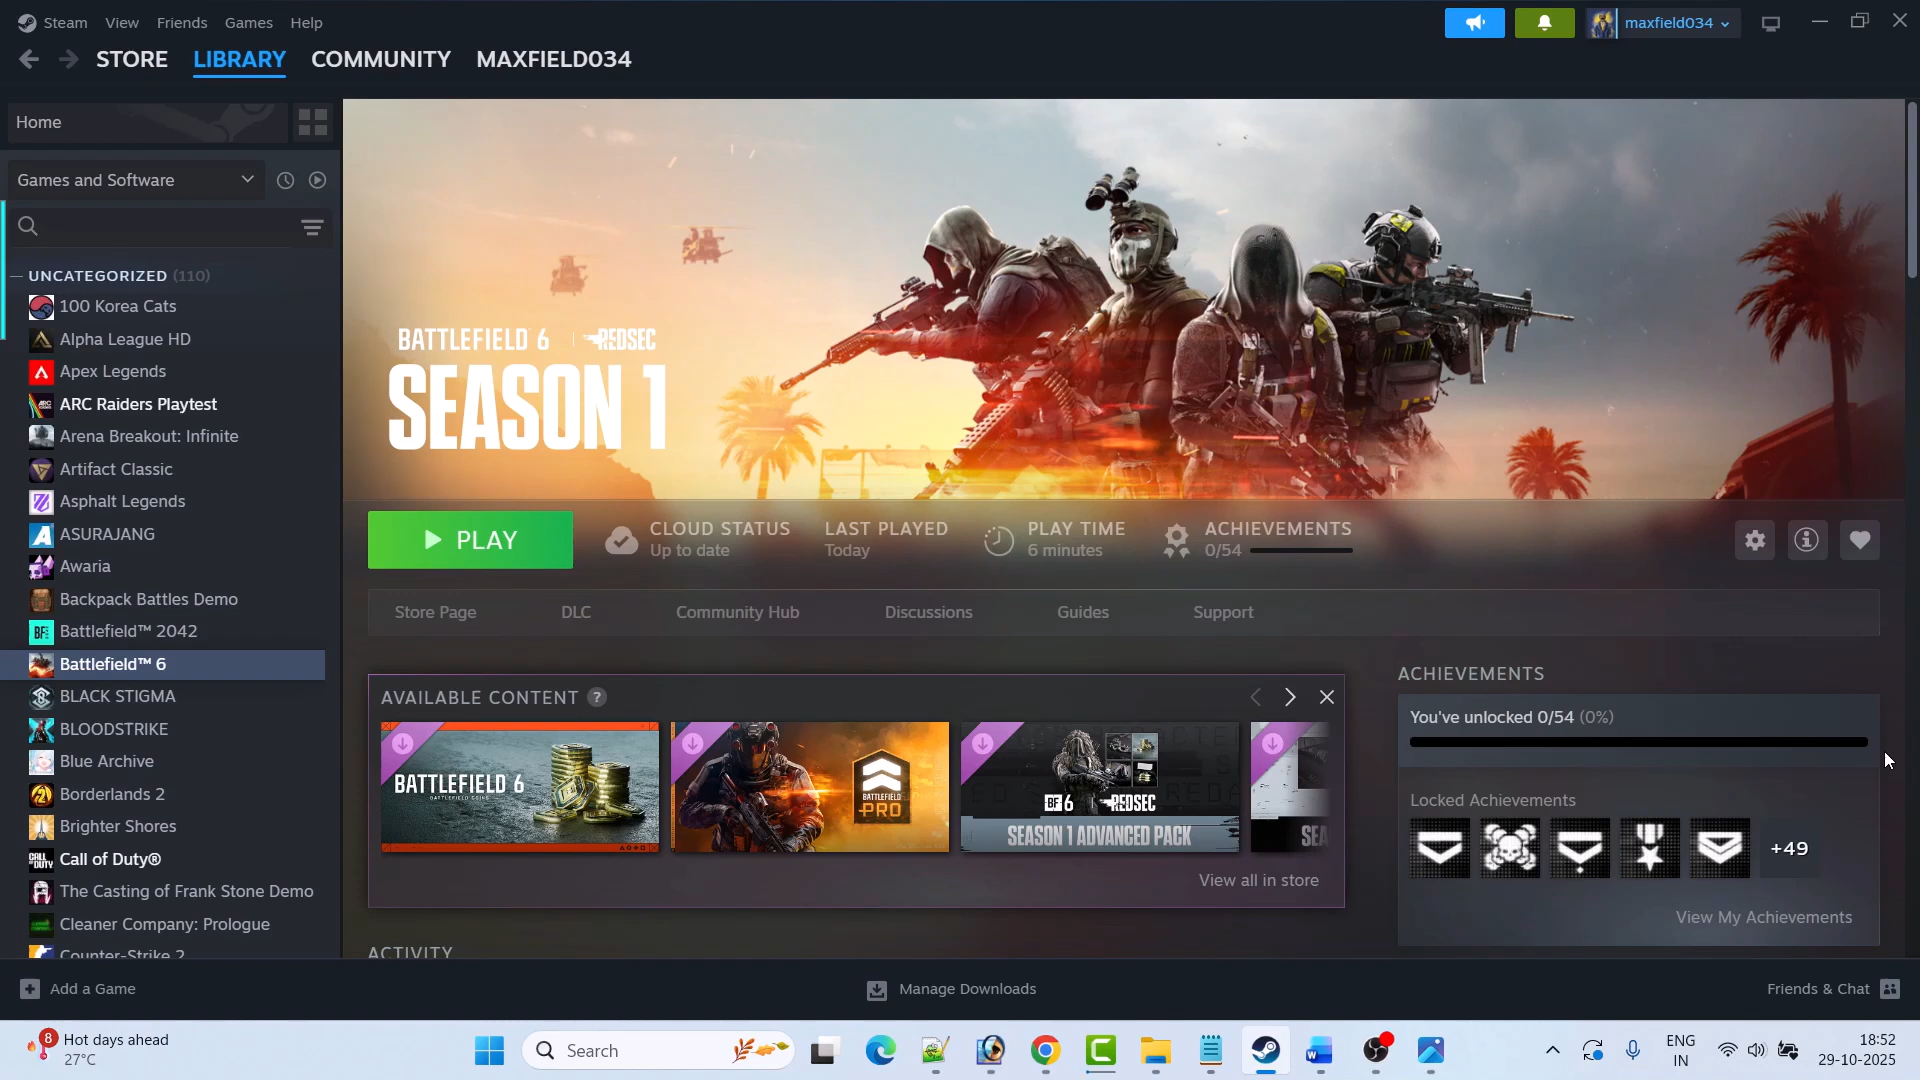 Steam View Friends Games Help
maxfield034
STORE LIBRARY COMMUNITY MAXFIELD034
Home
Games and Software
UNCATEGORIZED (110)
100 Korea Cats
Alpha League HD
Apex Legends
ARC Raiders Playtest
Arena Breakout: Infinite
Artifact Classic
Asphalt Legends
ASURAJANG
Awaria
Backpack Battles Demo
Battlefield™ 2042
Battlefield™ 6
BLACK STIGMA
BLOODSTRIKE
Blue Archive
Borderlands 2
Brighter Shores
Call of Duty®
The Casting of Frank Stone Demo
Cleaner Company: Prologue
Counter-Strike 2
BATTLEFIELD 6 REDSEC
SEASON 1
PLAY
CLOUD STATUS
Up to date
LAST PLAYED
Today
PLAY TIME
6 minutes
ACHIEVEMENTS
0/54
Store Page DLC Community Hub Discussions Guides Support
AVAILABLE CONTENT ?
BATTLEFIELD 6
BATTLEFIELD COINS
BATTLEFIELD
PRO
BF6 REDSEC
SEASON 1 ADVANCED PACK
SEA
View all in store
ACHIEVEMENTS
You've unlocked 0/54 (0%)
Locked Achievements
+49
View My Achievements
ACTIVITY
Add a Game
Manage Downloads
Friends & Chat
8
Hot days ahead
27°C
Search
ENG
IN
18:52
29-10-2025